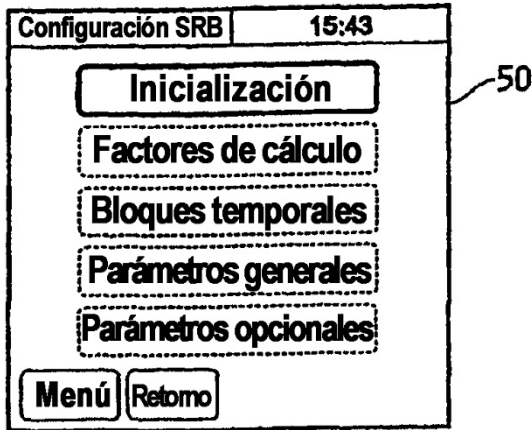 Configuración SRB 15:43
Inicialización
50
Factores de cálculo
Bloques temporales
Parámetros generales
Parámetros opcionales
Menú Retorno